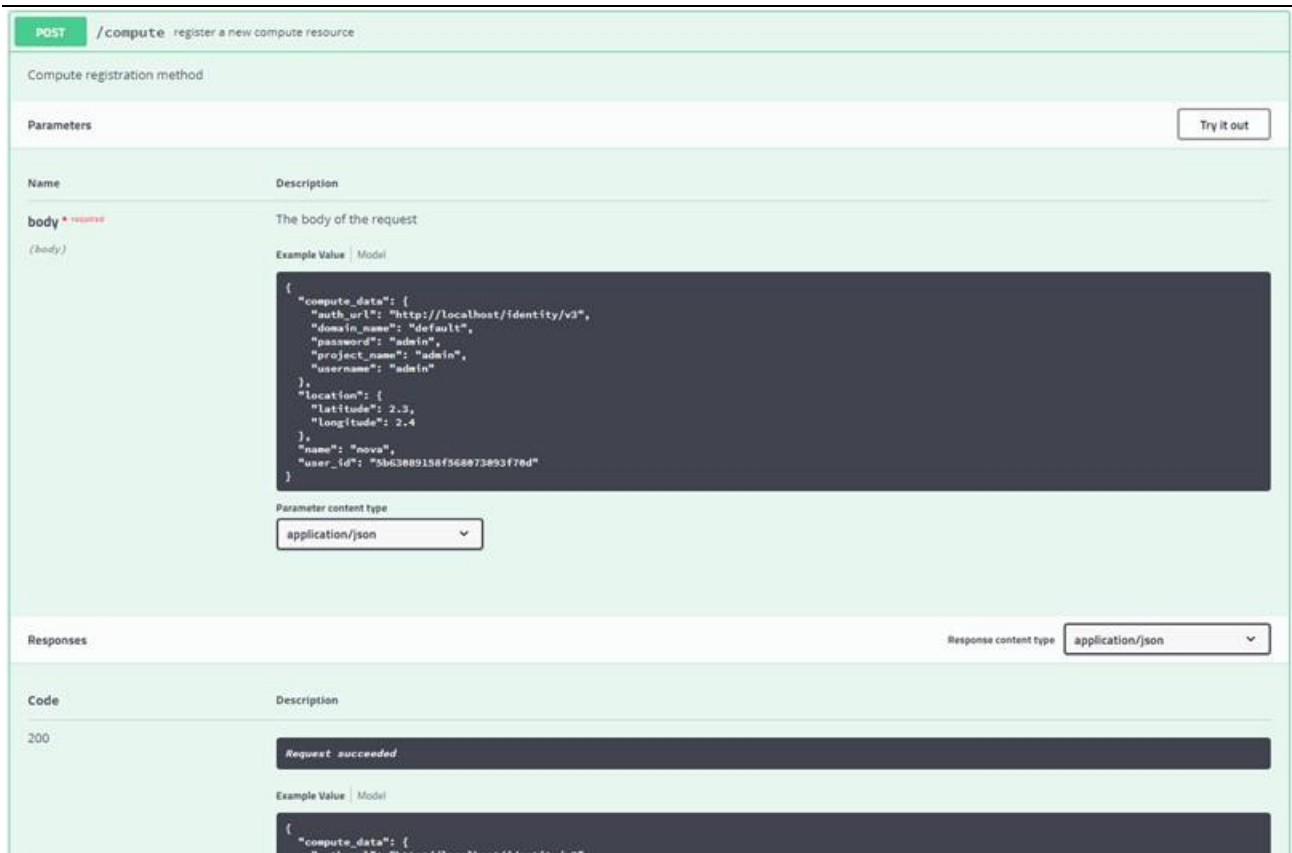 POST /compute register a new compute resource
Compute registration method
Parameters
Try it out
Name Description
body * required The body of the request
(body)
Example Value | Model
{
"compute_data": {
"auth_url": "http://localhost/identity/v3",
"domain_name": "default",
"password": "admin",
"project_name": "admin",
"username": "admin"
},
"location": {
"latitude": 2.3,
"longitude": 2.4
},
"name": "nova",
"user_id": "5b63089158f568073093f70d"
}
Parameter content type
application/json
Responses Response content type application/json
Code Description
200
Request succeeded
Example Value | Model
{
"compute_data": {